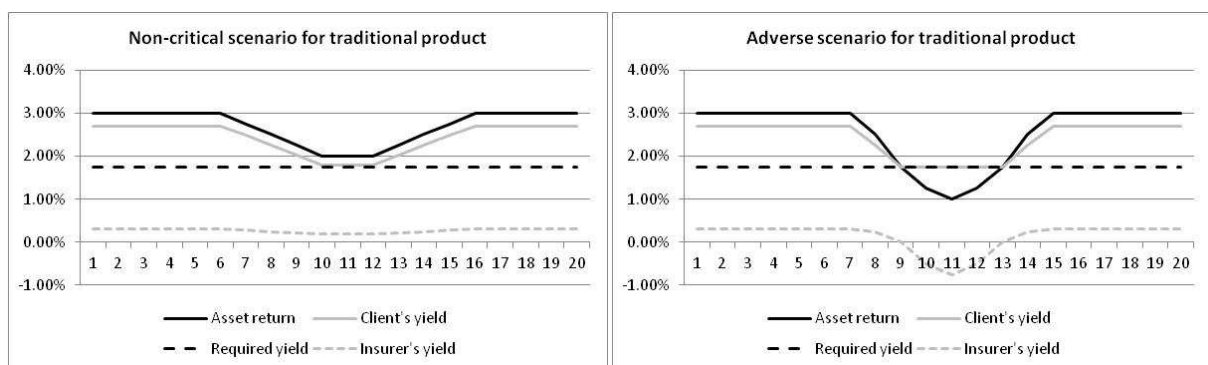 Non-critical scenario for traditional product
4.00%
3.00%
2.00%
1.00%
0.00%
-1.00%
1 2 3 4 5 6 7 8 9 10 11 12 13 14 15 16 17 18 19 20
Asset return Client's yield
Required yield Insurer's yield
Adverse scenario for traditional product
4.00%
3.00%
2.00%
1.00%
0.00%
-1.00%
1 2 3 4 5 6 7 8 9 10 11 12 13 14 15 16 17 18 19 20
Asset return Client's yield
Required yield Insurer's yield